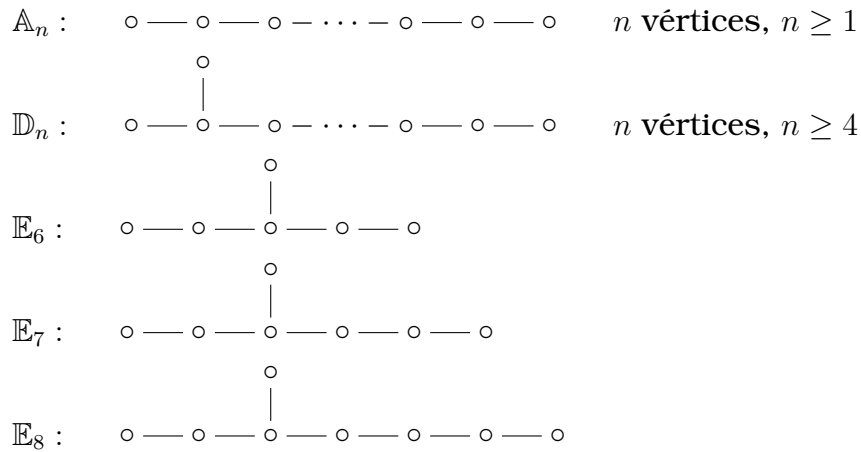 𝔸ₙ : n vértices, n ≥ 1
𝔻ₙ : n vértices, n ≥ 4
𝔼₆ :
𝔼₇ :
𝔼₈ :